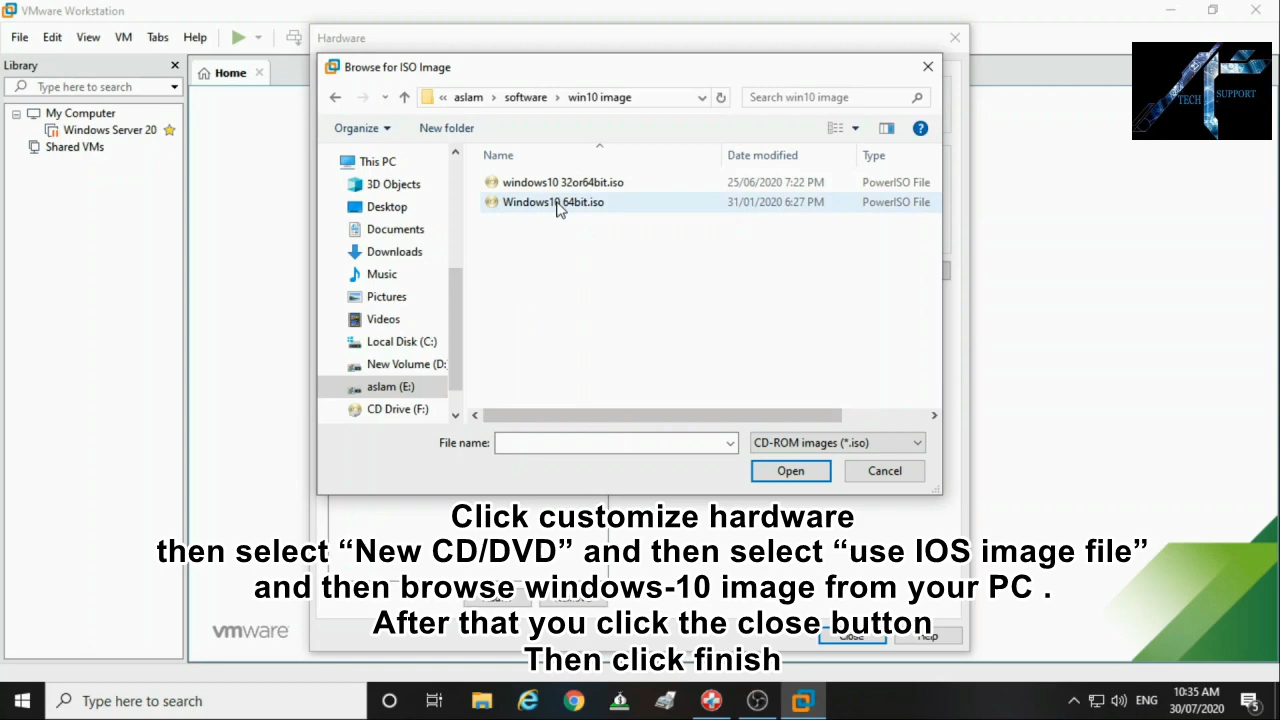 VMware Workstation
File Edit View VM Tabs Help
Hardware
Library
Type here to search
My Computer
Windows Server 20
Shared VMs
Home
Browse for ISO Image
aslam software win10 image
Search win10 image
Organize New folder
Name Date modified Type
This PC
3D Objects
Desktop
Documents
Downloads
Music
Pictures
Videos
Local Disk (C:)
New Volume (D:
aslam (E:)
CD Drive (F:)
windows10 32or64bit.iso 25/06/2020 7:22 PM PowerISO File
Windows10 64bit.iso 31/01/2020 6:27 PM PowerISO File
File name: CD-ROM images (*.iso)
Open Cancel
TECH SUPPORT
Click customize hardware
then select “New CD/DVD” and then select “use IOS image file”
and then browse windows-10 image from your PC .
After that you click the close button
Then click finish
vmware
Close Help
Type here to search
ENG
10:35 AM
30/07/2020
5